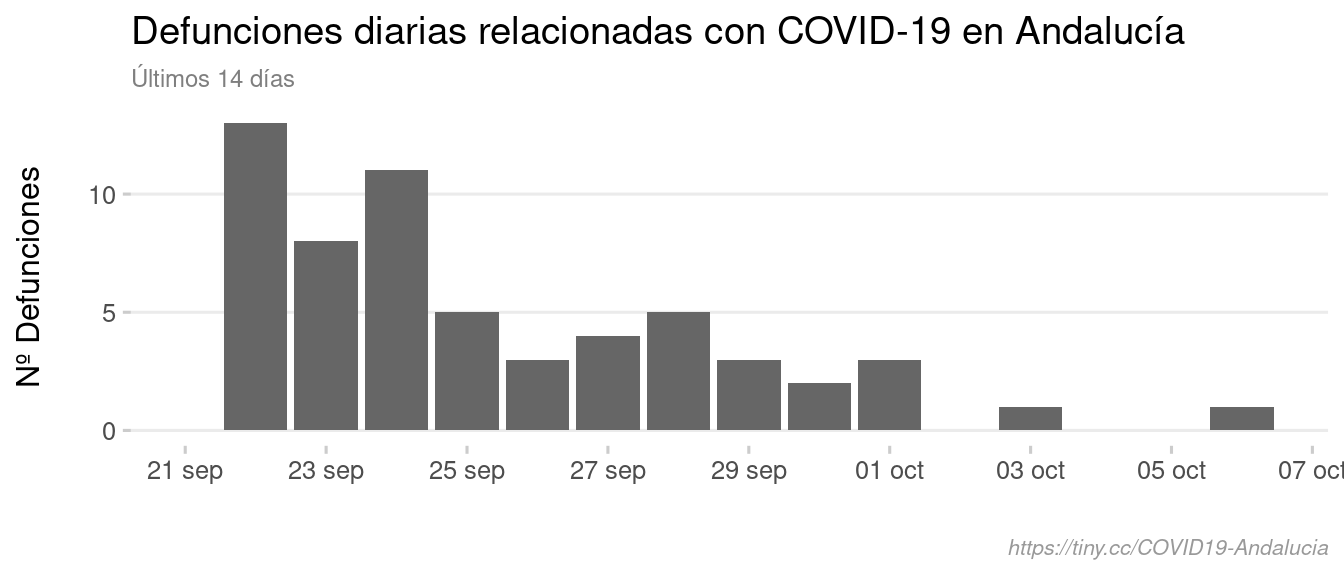 Defunciones diarias relacionadas con COVID-19 en Andalucía
Últimos 14 días
Nº Defunciones
10
5
0
21 sep
23 sep
25 sep
27 sep
29 sep
01 oct
03 oct
05 oct
07 oct
https://tiny.cc/COVID19-Andalucia